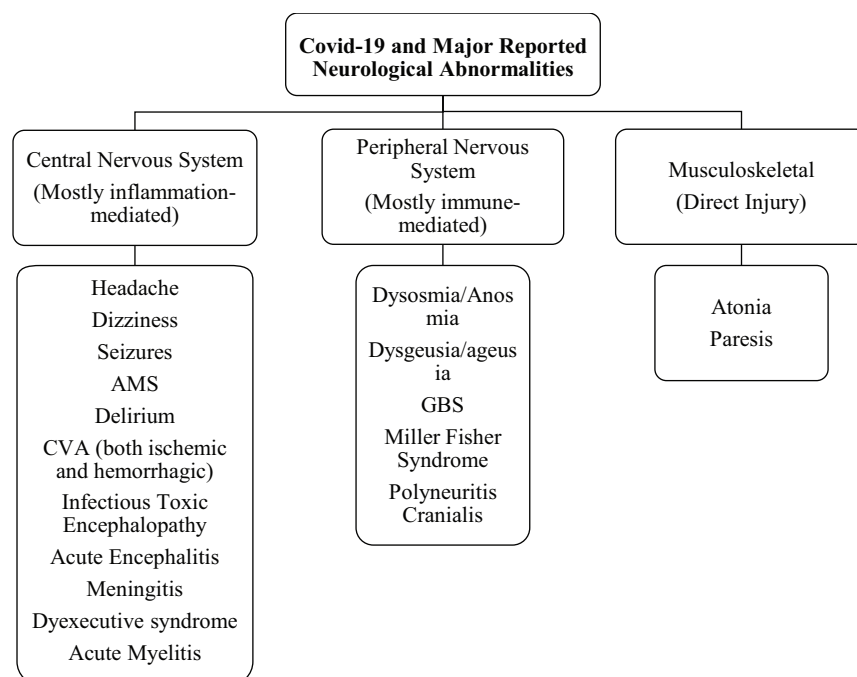 Covid-19 and Major Reported
Neurological Abnormalities
Central Nervous System
(Mostly inflammation-
mediated)
Peripheral Nervous
System
(Mostly immune-
mediated)
Musculoskeletal
(Direct Injury)
Headache
Dizziness
Seizures
AMS
Delirium
CVA (both ischemic
and hemorrhagic)
Infectious Toxic
Encephalopathy
Acute Encephalitis
Meningitis
Dyexecutive syndrome
Acute Myelitis
Dysosmia/Anos
mia
Dysgeusia/ageus
ia
GBS
Miller Fisher
Syndrome
Polyneuritis
Cranialis
Atonia
Paresis